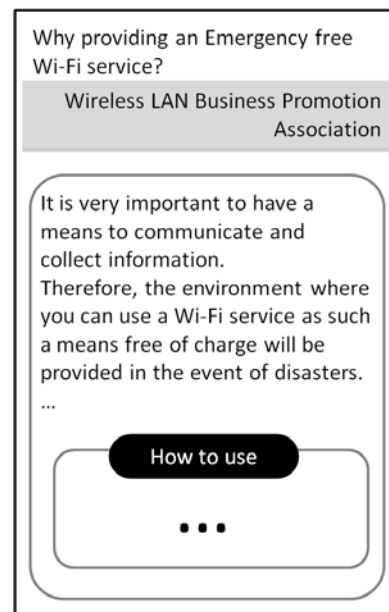 Why providing an Emergency free
Wi-Fi service?
Wireless LAN Business Promotion
Association
It is very important to have a
means to communicate and
collect information.
Therefore, the environment where
you can use a Wi-Fi service as such
a means free of charge will be
provided in the event of disasters.
...
How to use
...